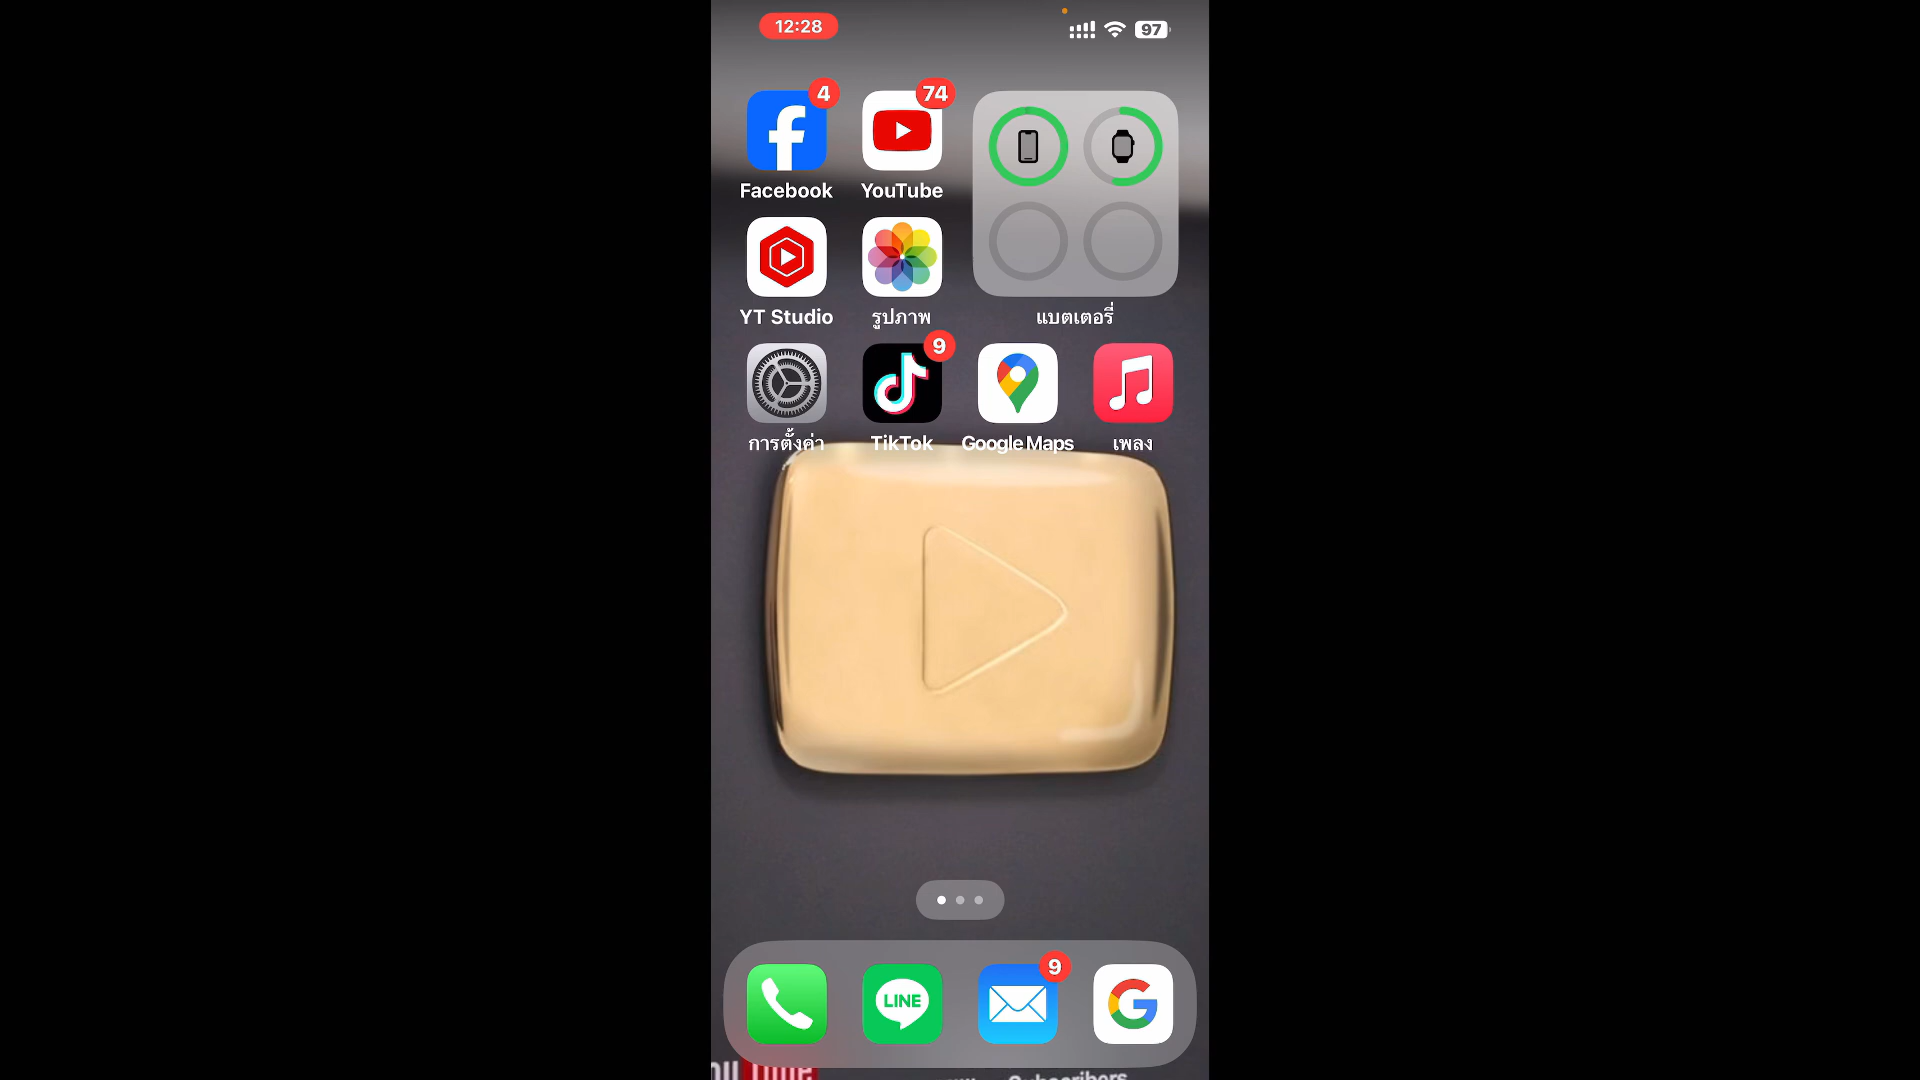 12:28
97
4
74
Facebook
YouTube
YT Studio
รูปภาพ
แบตเตอรี่
9
การตั้งค่า
TikTok
Google Maps
เพลง
LINE
9
G
Subscribers